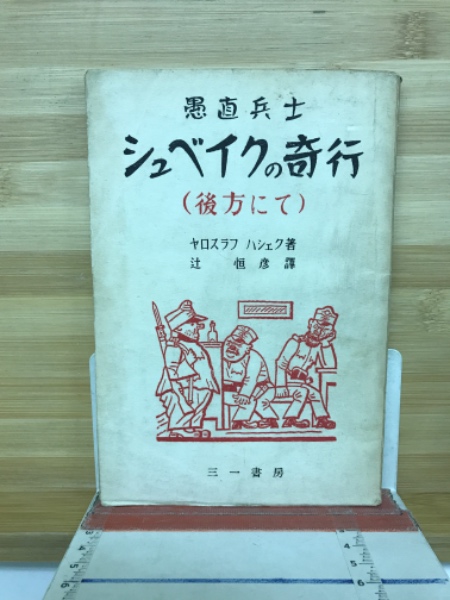 愚直兵士
シュベイクの奇行
(後方にて)
ヤロスラフ ハシェク著
辻 恒彦 譯
三一書房